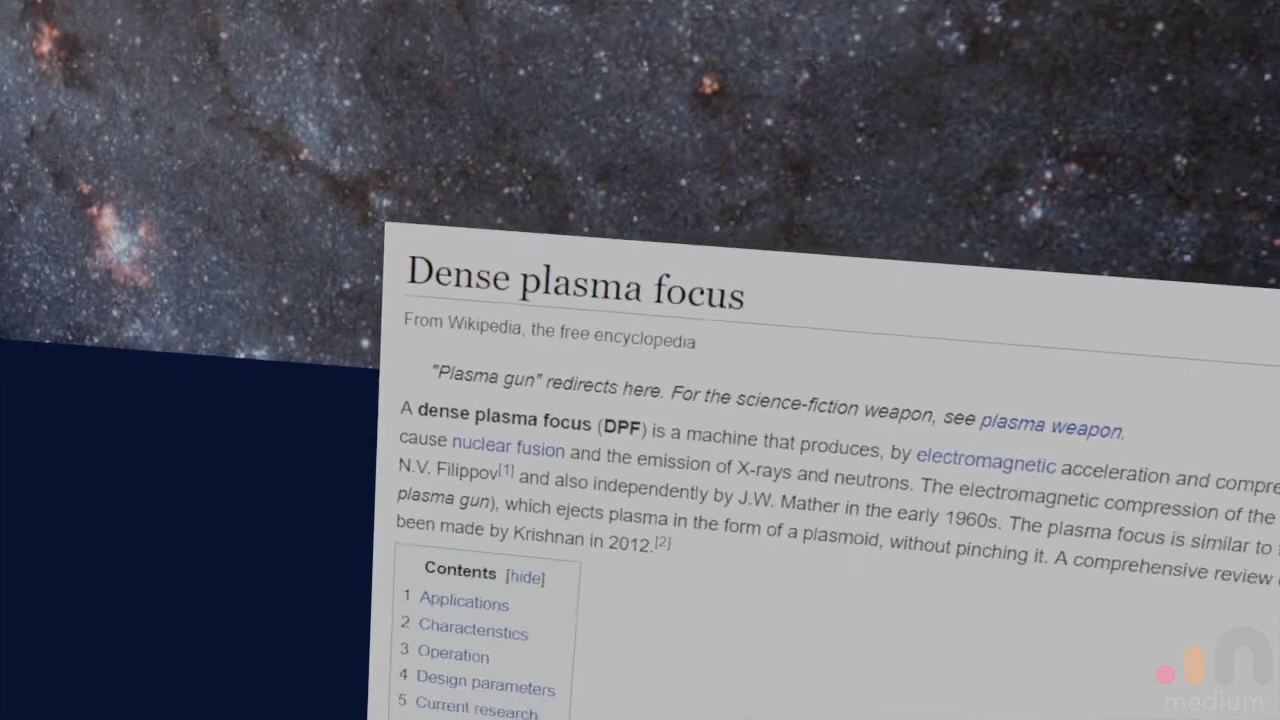 Dense plasma focus
From Wikipedia, the free encyclopedia
"Plasma gun" redirects here. For the science-fiction weapon, see plasma weapon.
A dense plasma focus (DPF) is a machine that produces, by electromagnetic acceleration and compre
cause nuclear fusion and the emission of X-rays and neutrons. The electromagnetic compression of the
N.V. Filippov[1] and also independently by J.W. Mather in the early 1960s. The plasma focus is similar to
plasma gun), which ejects plasma in the form of a plasmoid, without pinching it. A comprehensive review
been made by Krishnan in 2012.[2]
Contents [hide]
1 Applications
2 Characteristics
3 Operation
4 Design parameters
5 Current research
medium